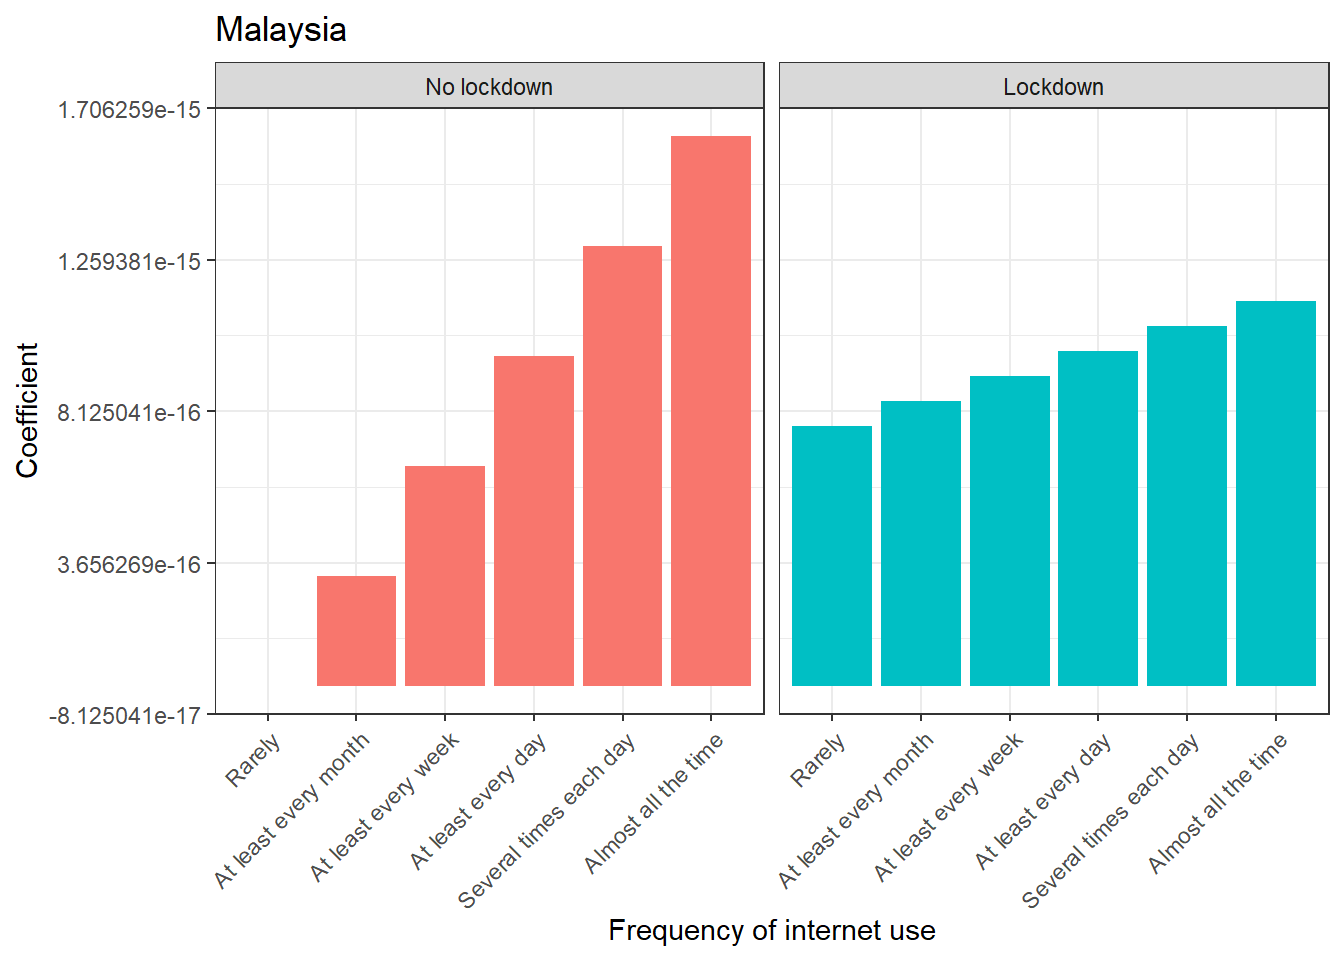 Malaysia
No lockdown
Lockdown
1.706259e-15
1.259381e-15
8.125041e-16
3.656269e-16
-8.125041e-17
Coefficient
Rarely
At least every month
At least every week
At least every day
Several times each day
Almost all the time
Rarely
At least every month
At least every week
At least every day
Several times each day
Almost all the time
Frequency of internet use